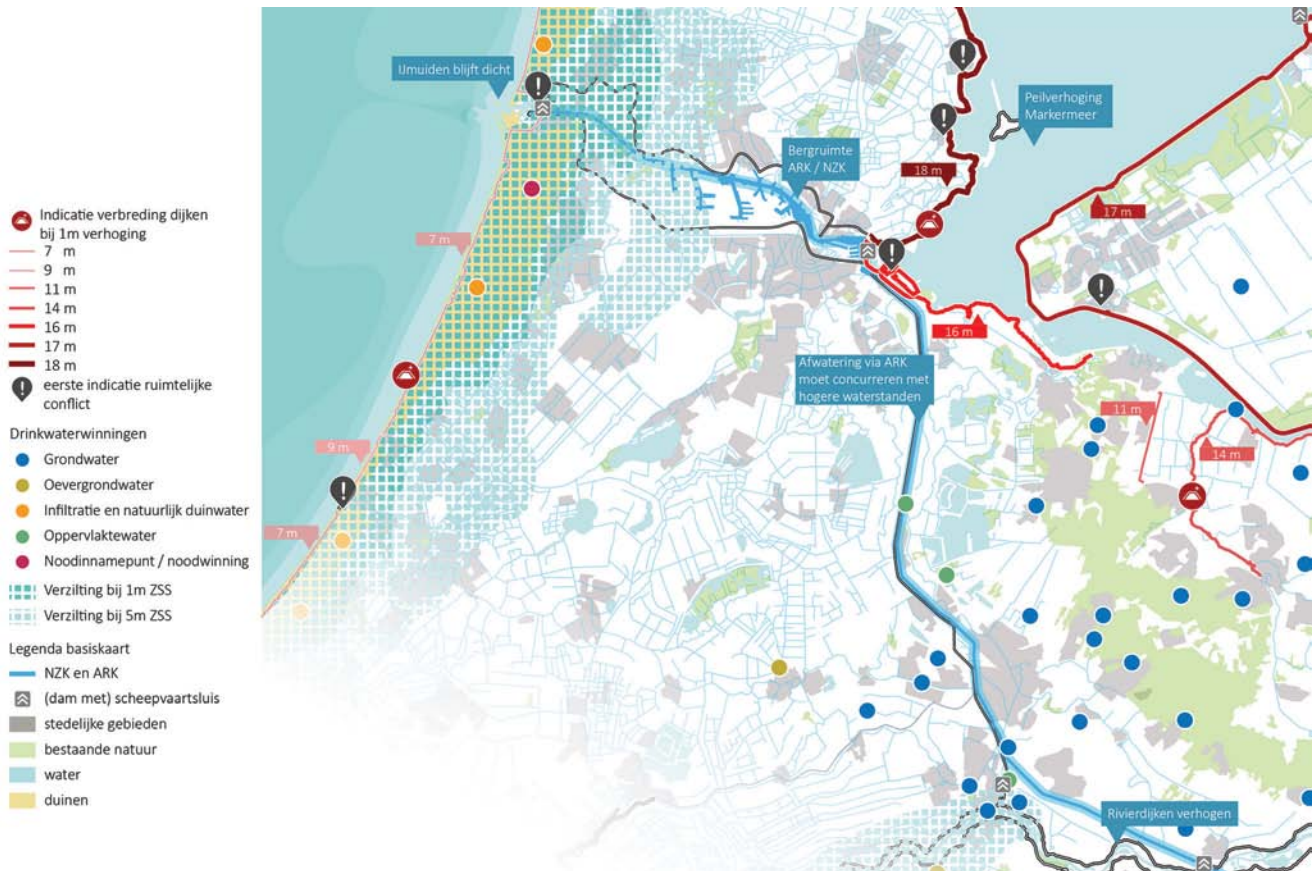 Indicatie verbreding dijken
bij 1m verhoging
7 m
9 m
11 m
14 m
16 m
17 m
18 m
eerste indicatie ruimtelijke
conflict
Drinkwaterwinningen
Grondwater
Oevergrondwater
Infiltratie en natuurlijk duinwater
Oppervlaktewater
Noodinnamepunt / noodwinning
Verzilting bij 1m ZSS
Verzilting bij 5m ZSS
Legenda basiskaart
NZK en ARK
(dam met) scheepvaartsluis
stedelijke gebieden
bestaande natuur
water
duinen
IJmuiden blijft dicht
Peilverhoging
Markermeer
Bergruimte
ARK / NZK
18 m
17 m
7 m
16 m
Afwatering via ARK
moet concurreren met
hogere waterstanden
11 m
14 m
9 m
7 m
Rivierdijken verhogen